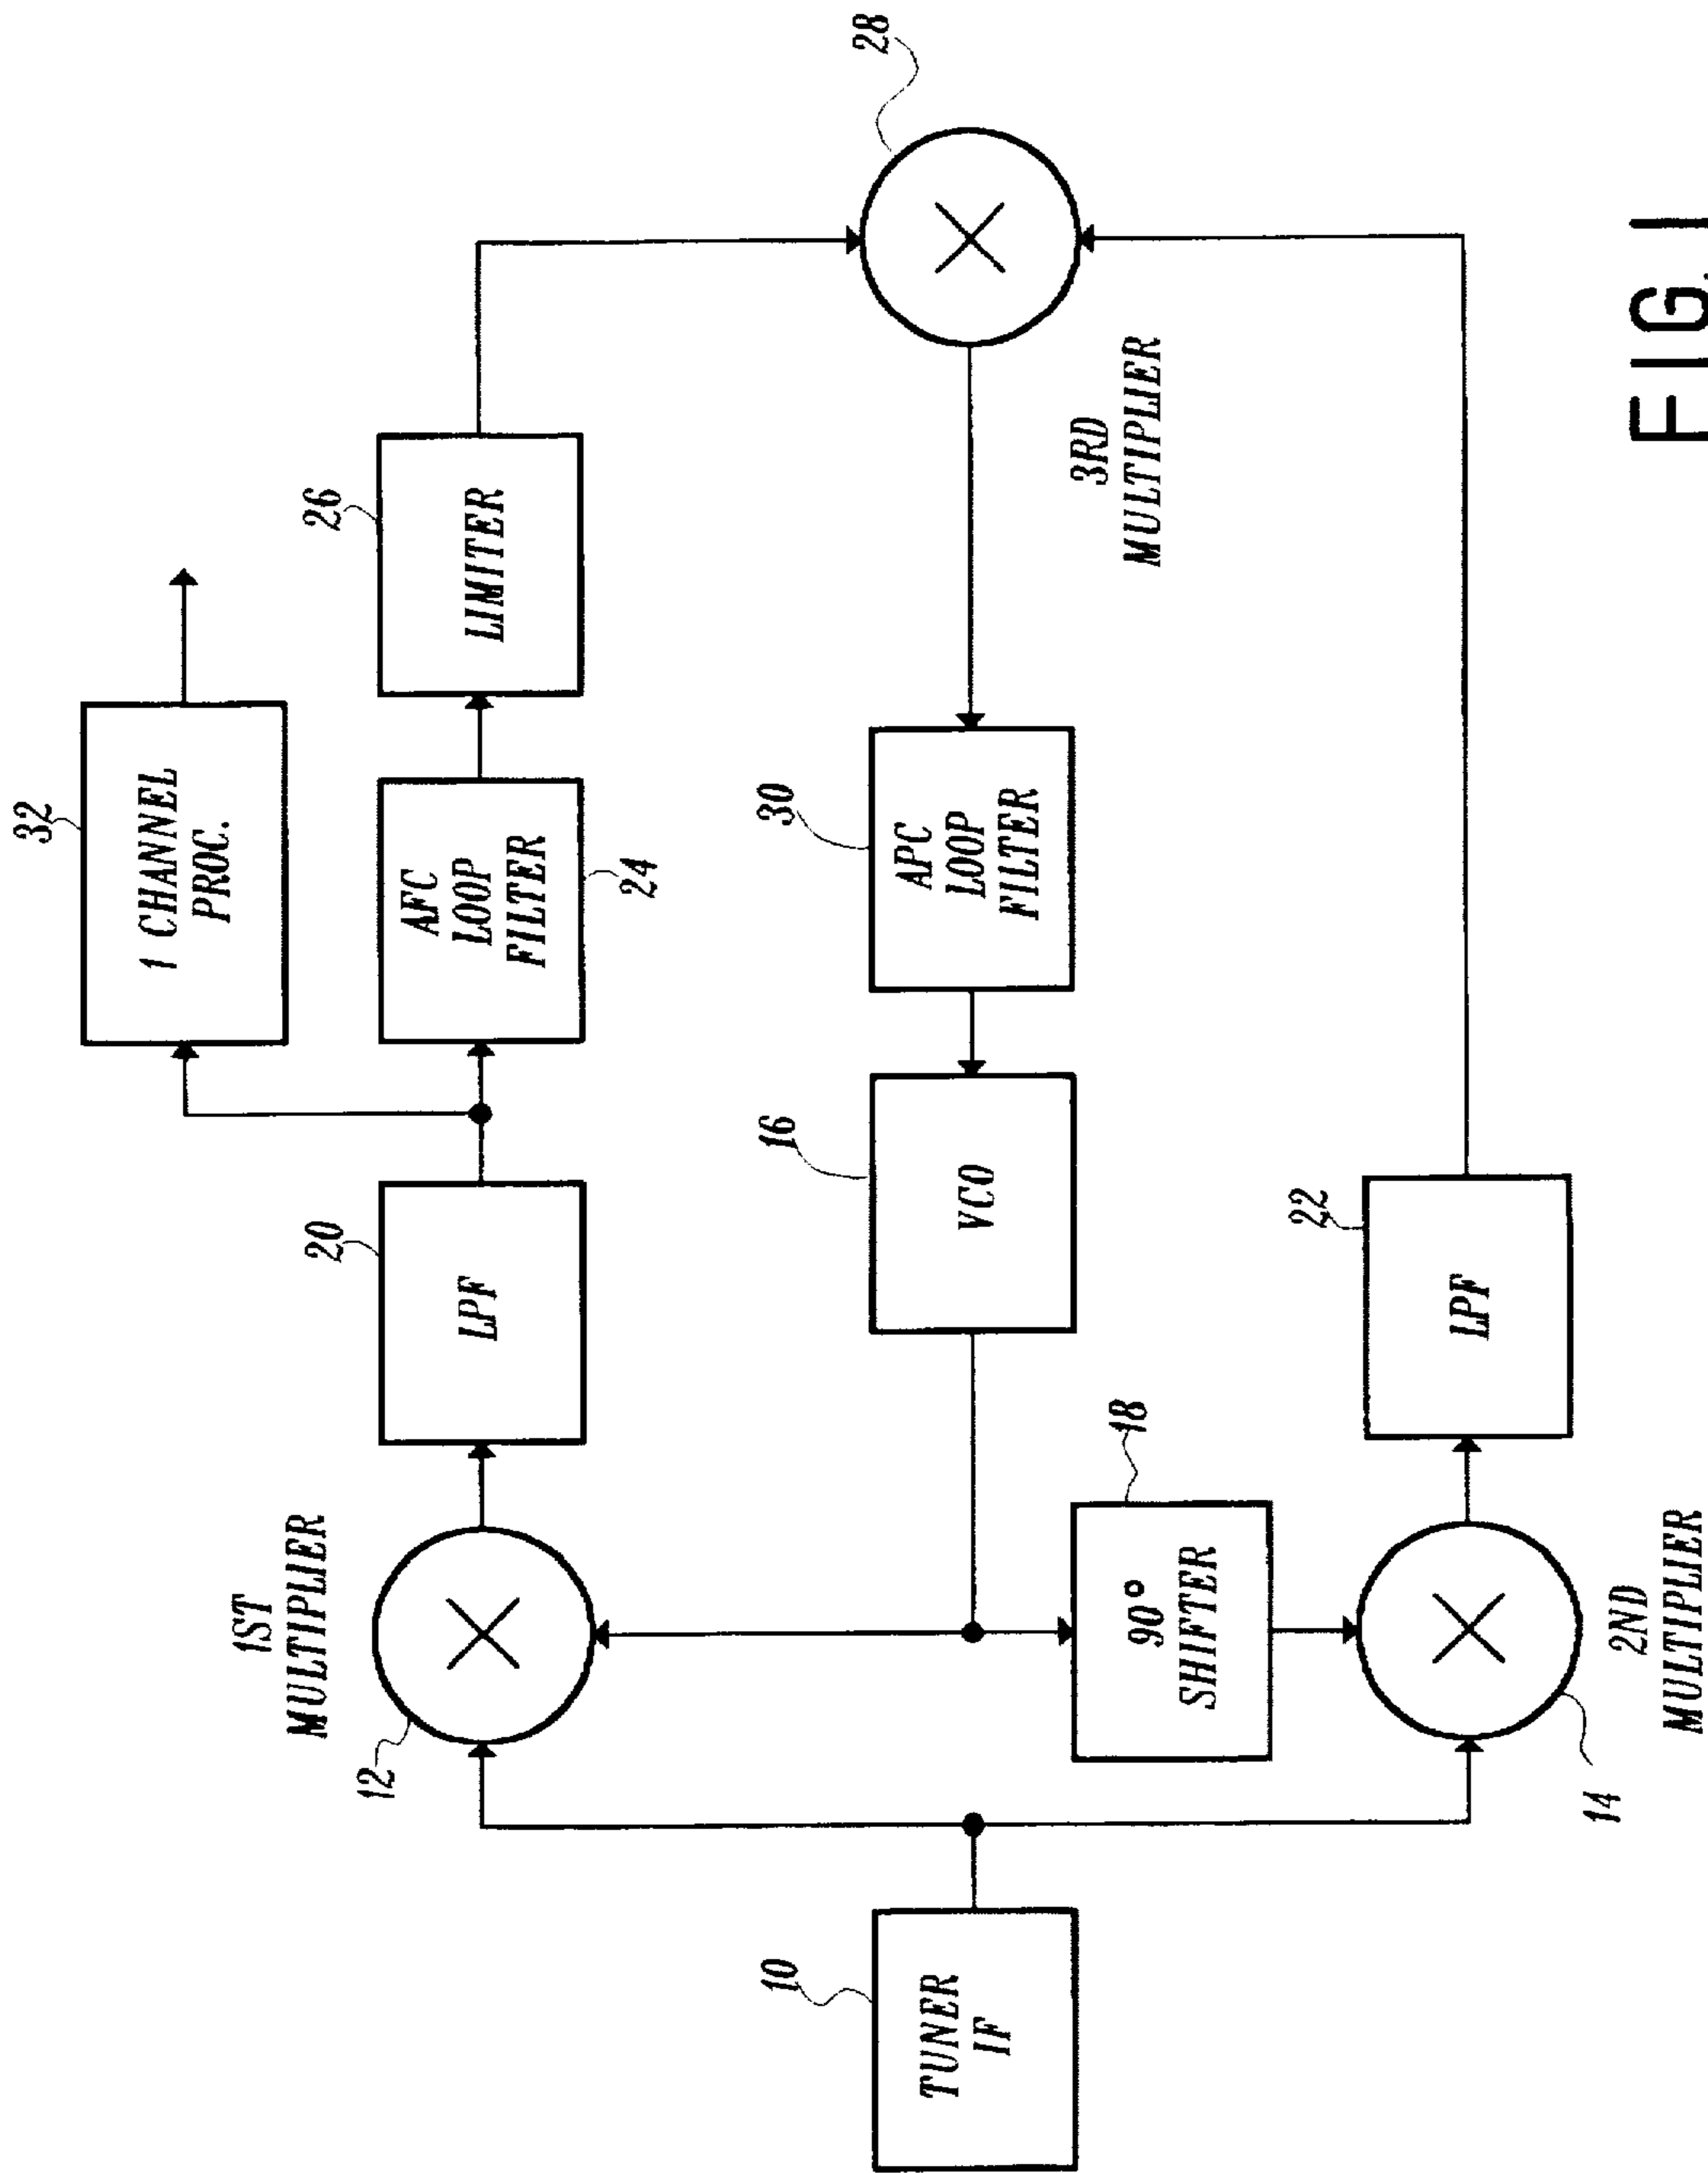 32
1 CHANNEL
PROC.
1ST
MULTIPLIER
12
20
LPF
AFC
LOOP
FILTER
24
26
LIMITER
28
10
TUNER
IF
16
VCO
30
APC
LOOP
FILTER
3RD
MULTIPLIER
18
90°
SHIFTER
22
LPF
14
2ND
MULTIPLIER
FIG. 1